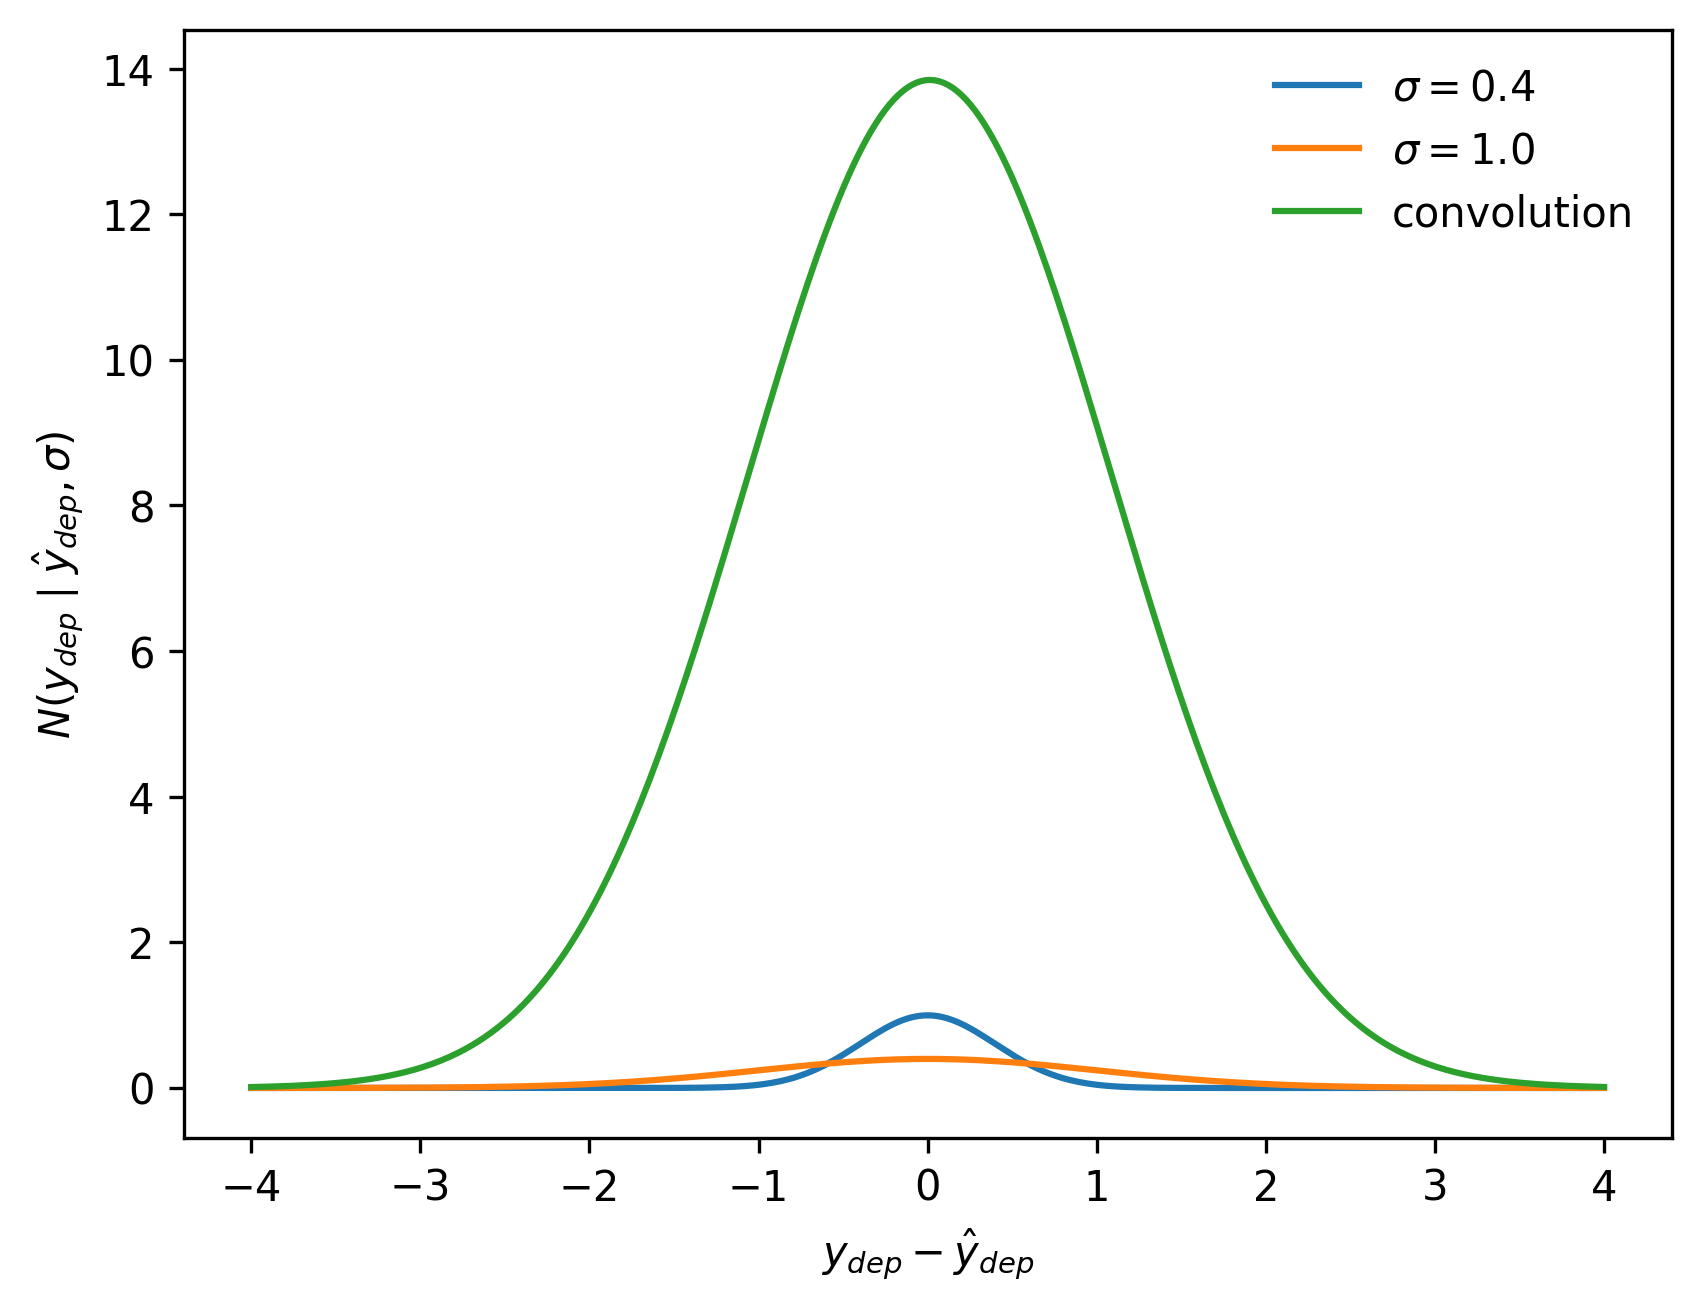 14
12
10
8
6
4
2
0
−4 −3 −2 −1 0 1 2 3 4
y_dep − ŷ_dep
N(y_dep | ŷ_dep, σ)
σ = 0.4
σ = 1.0
convolution